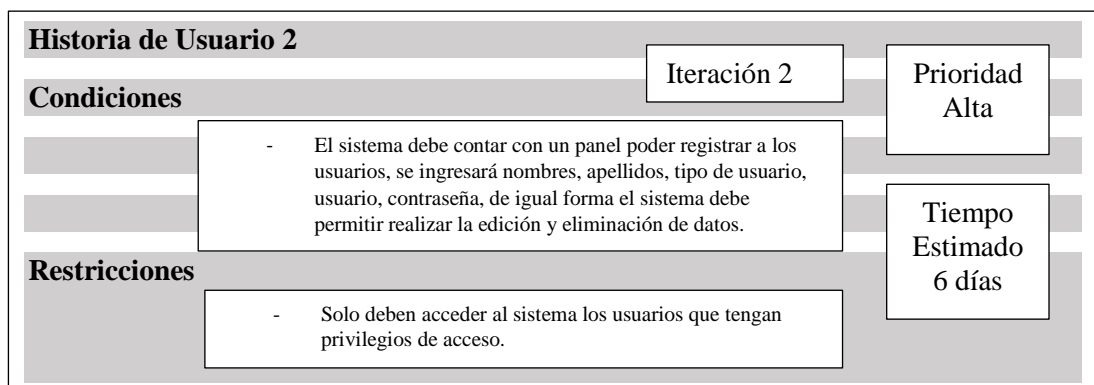 Historia de Usuario 2
Iteración 2
Prioridad
Alta
Condiciones
- El sistema debe contar con un panel poder registrar a los
usuarios, se ingresará nombres, apellidos, tipo de usuario,
usuario, contraseña, de igual forma el sistema debe
permitir realizar la edición y eliminación de datos.
Tiempo
Estimado
6 días
Restricciones
- Solo deben acceder al sistema los usuarios que tengan
privilegios de acceso.